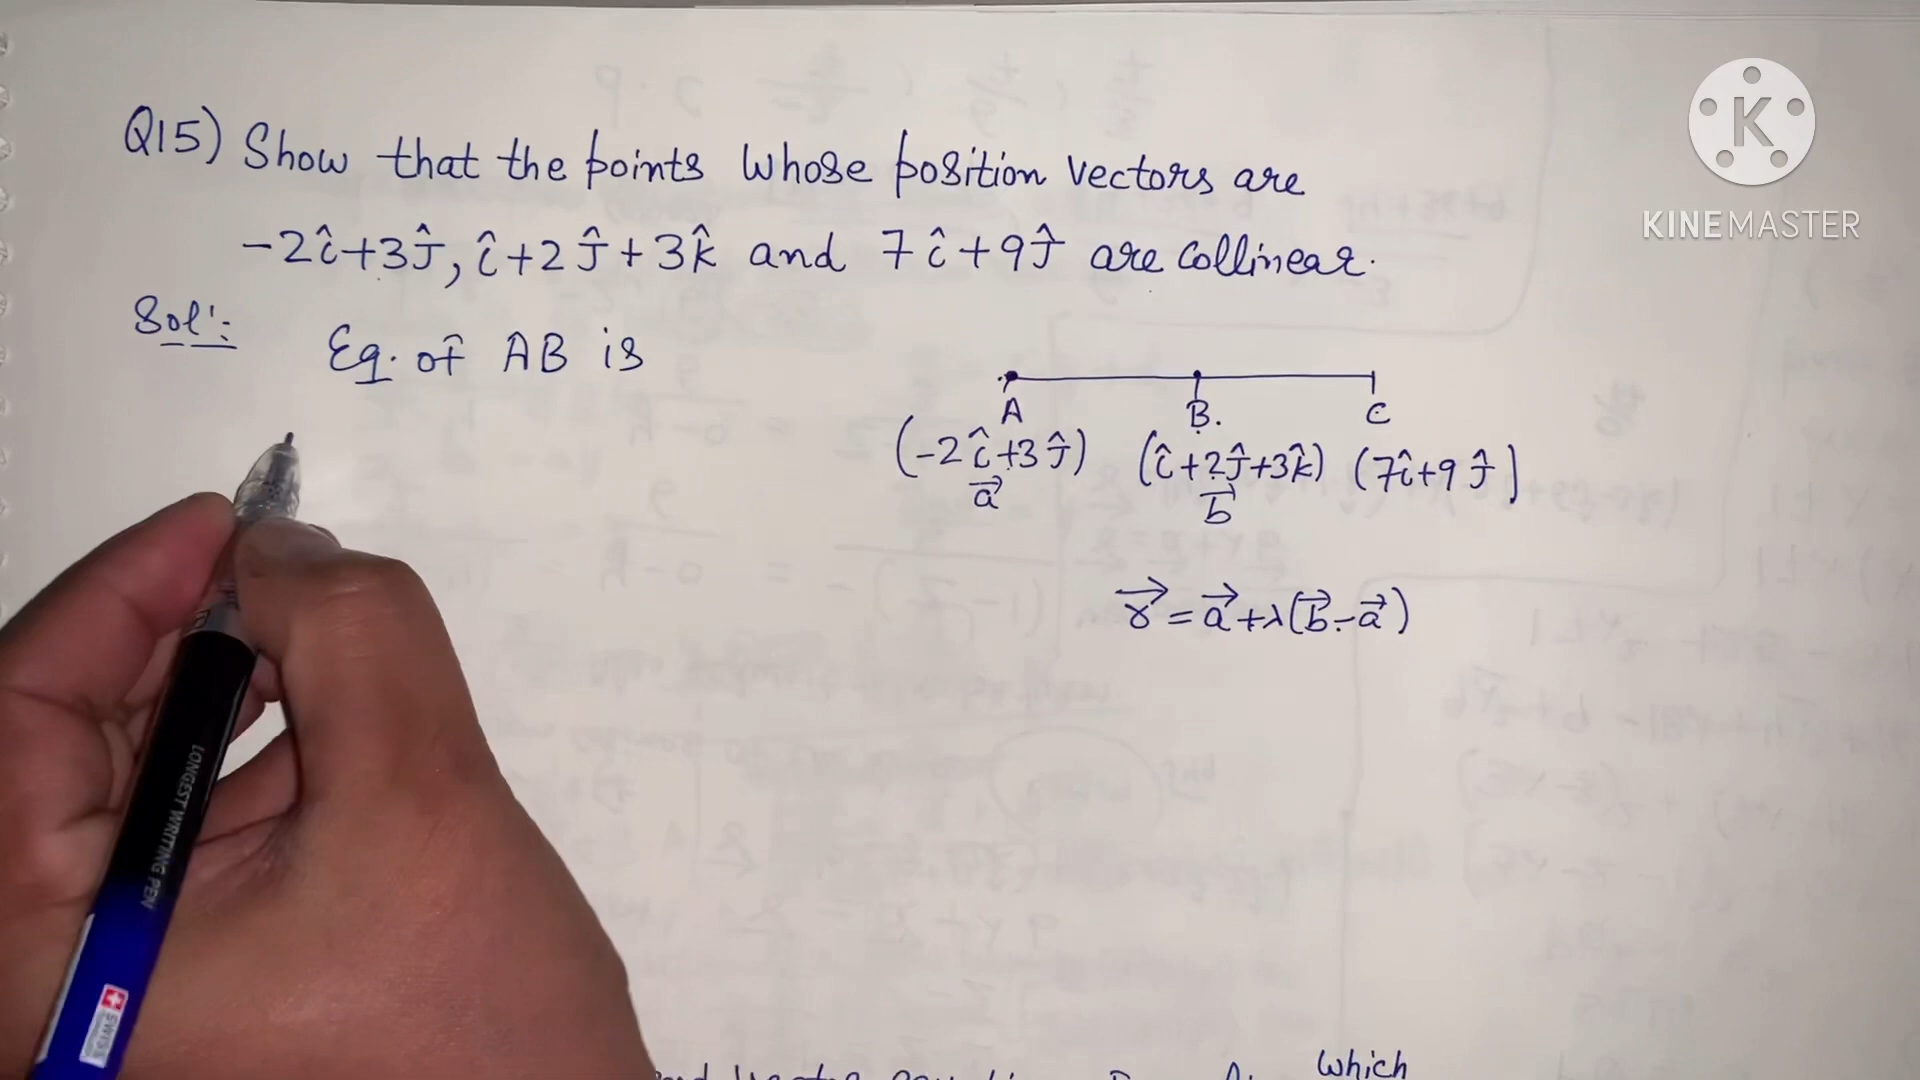 Q15) Show that the points whose position vectors are
-2î+3ĵ, î+2ĵ+3k̂ and 7î+9ĵ are collinear.
Sol':
Eq. of AB is
A B. C
(-2î+3ĵ) (î+2ĵ+3k̂) (7î+9ĵ)
a⃗ b⃗
r⃗ = a⃗+λ(b⃗-a⃗)
which
KINEMASTER
LONGEST WRITING PEN